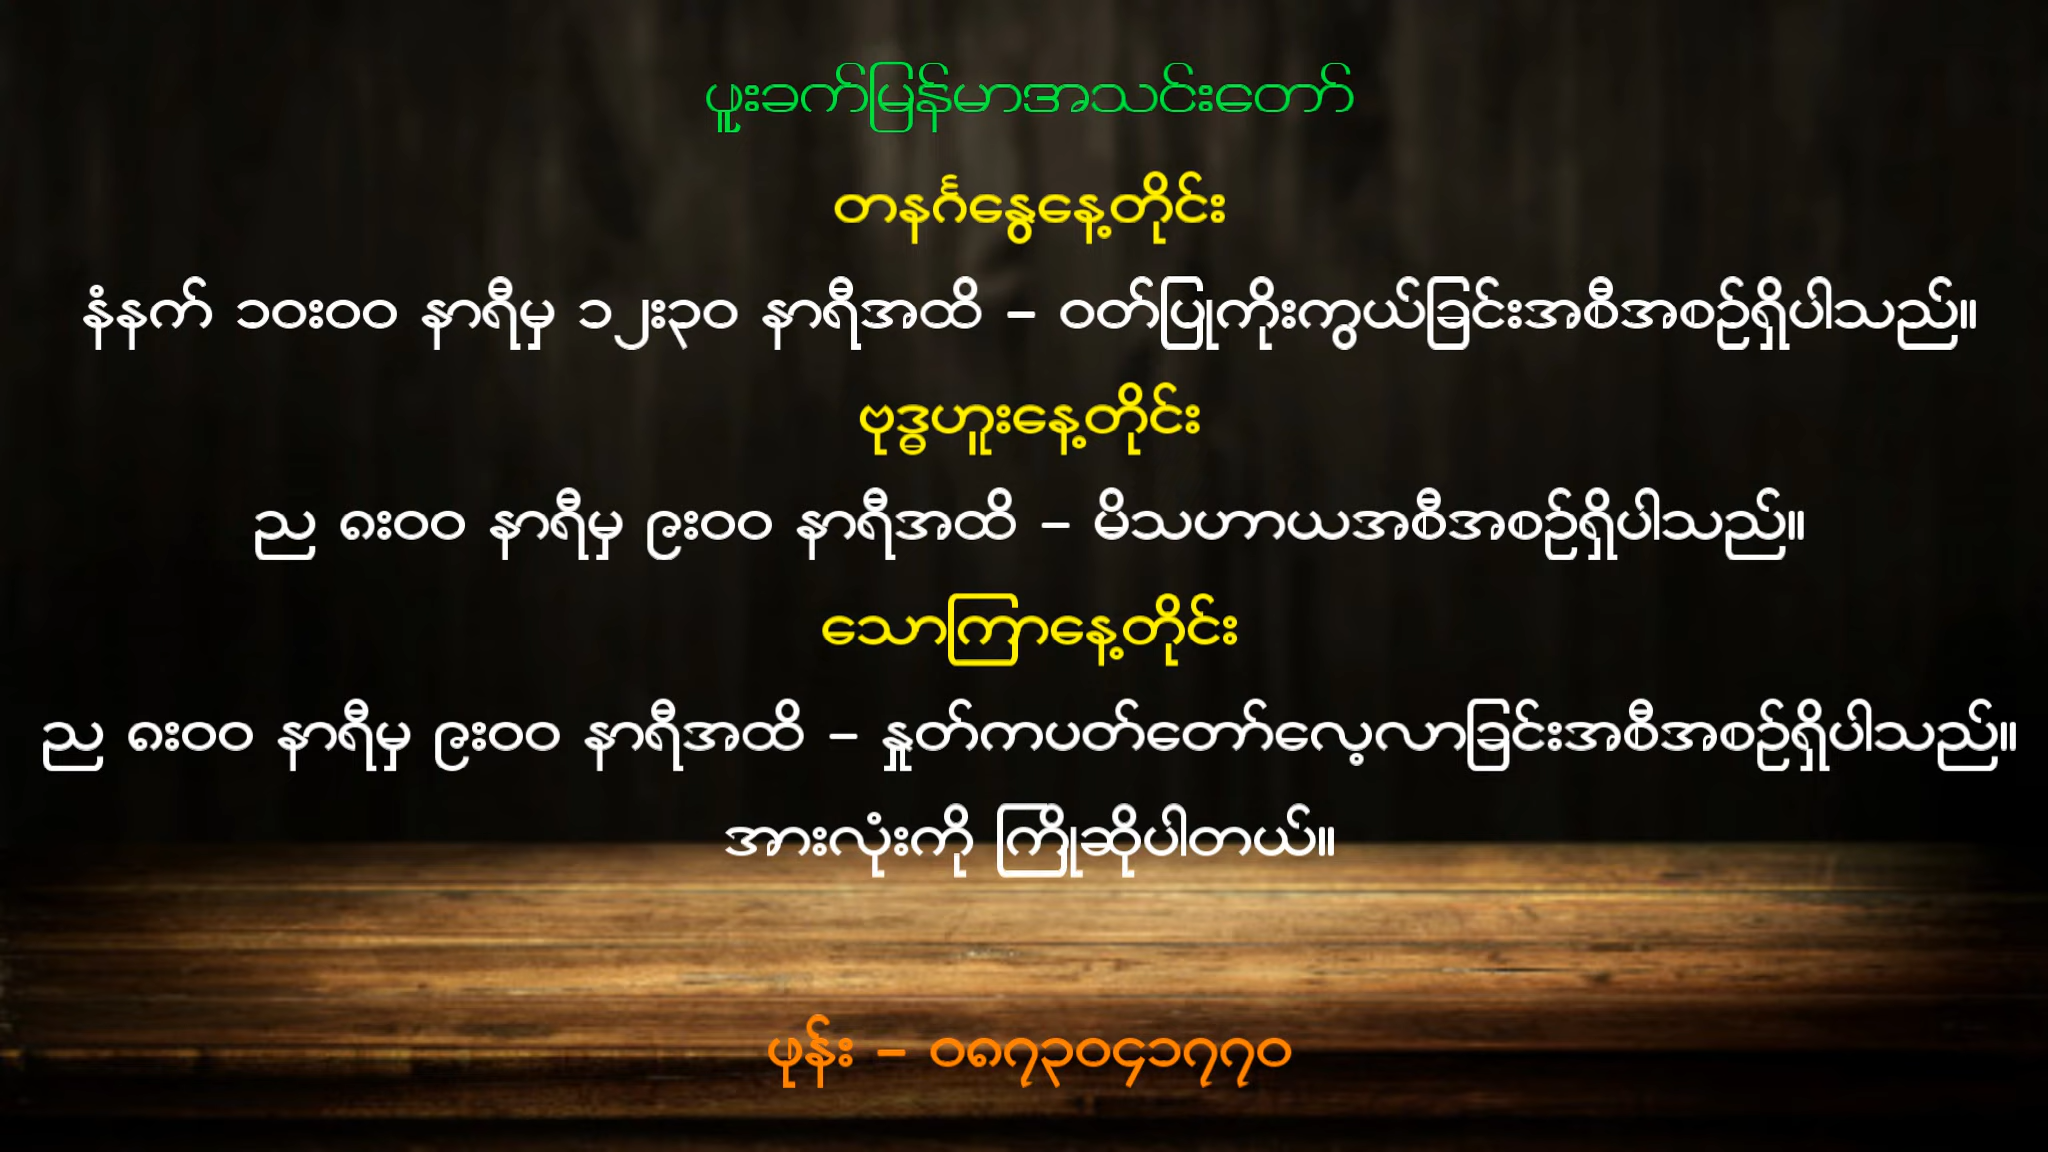 ဖူးခက်မြန်မာအသင်းတော်
တနင်္ဂနွေနေ့တိုင်း
နံနက် ၁၀း၀၀ နာရီမှ ၁၂း၃၀ နာရီအထိ – ဝတ်ပြုကိုးကွယ်ခြင်းအစီအစဉ်ရှိပါသည်။
ဗုဒ္ဓဟူးနေ့တိုင်း
ည ၈း၀၀ နာရီမှ ၉း၀၀ နာရီအထိ – မိသဟာယအစီအစဉ်ရှိပါသည်။
သောကြာနေ့တိုင်း
ည ၈း၀၀ နာရီမှ ၉း၀၀ နာရီအထိ – နှုတ်ကပတ်တော်လေ့လာခြင်းအစီအစဉ်ရှိပါသည်။
အားလုံးကို ကြိုဆိုပါတယ်။
ဖုန်း – ၀၈၇၃၀၄၁၇၇၀